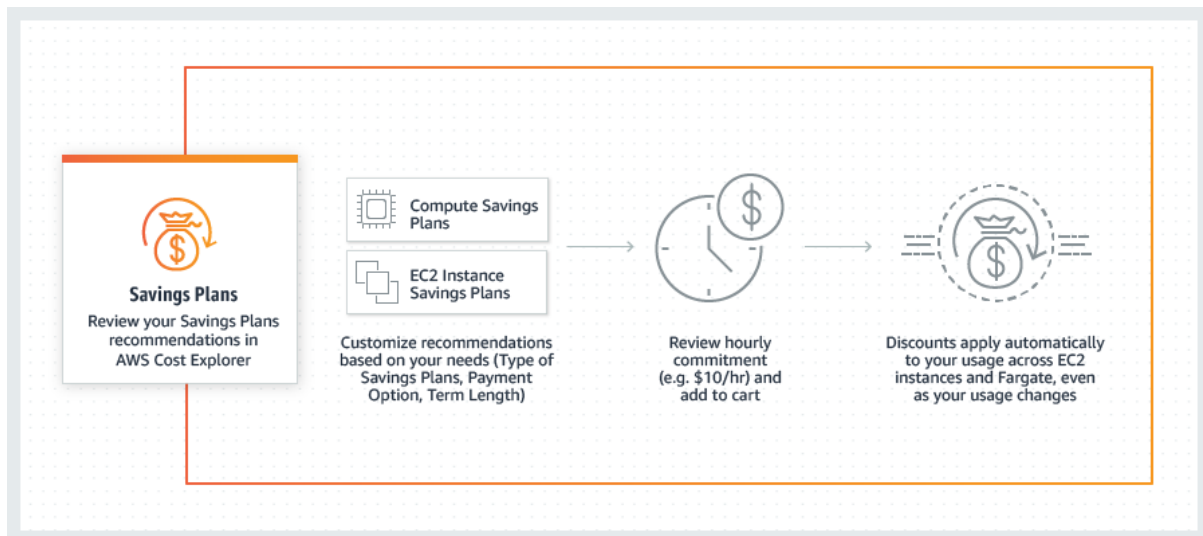 Savings Plans
Review your Savings Plans
recommendations in
AWS Cost Explorer
Compute Savings
Plans
EC2 Instance
Savings Plans
Customize recommendations
based on your needs (Type of
Savings Plans, Payment
Option, Term Length)
$
Review hourly
commitment
(e.g. $10/hr) and
add to cart
$
Discounts apply automatically
to your usage across EC2
instances and Fargate, even
as your usage changes